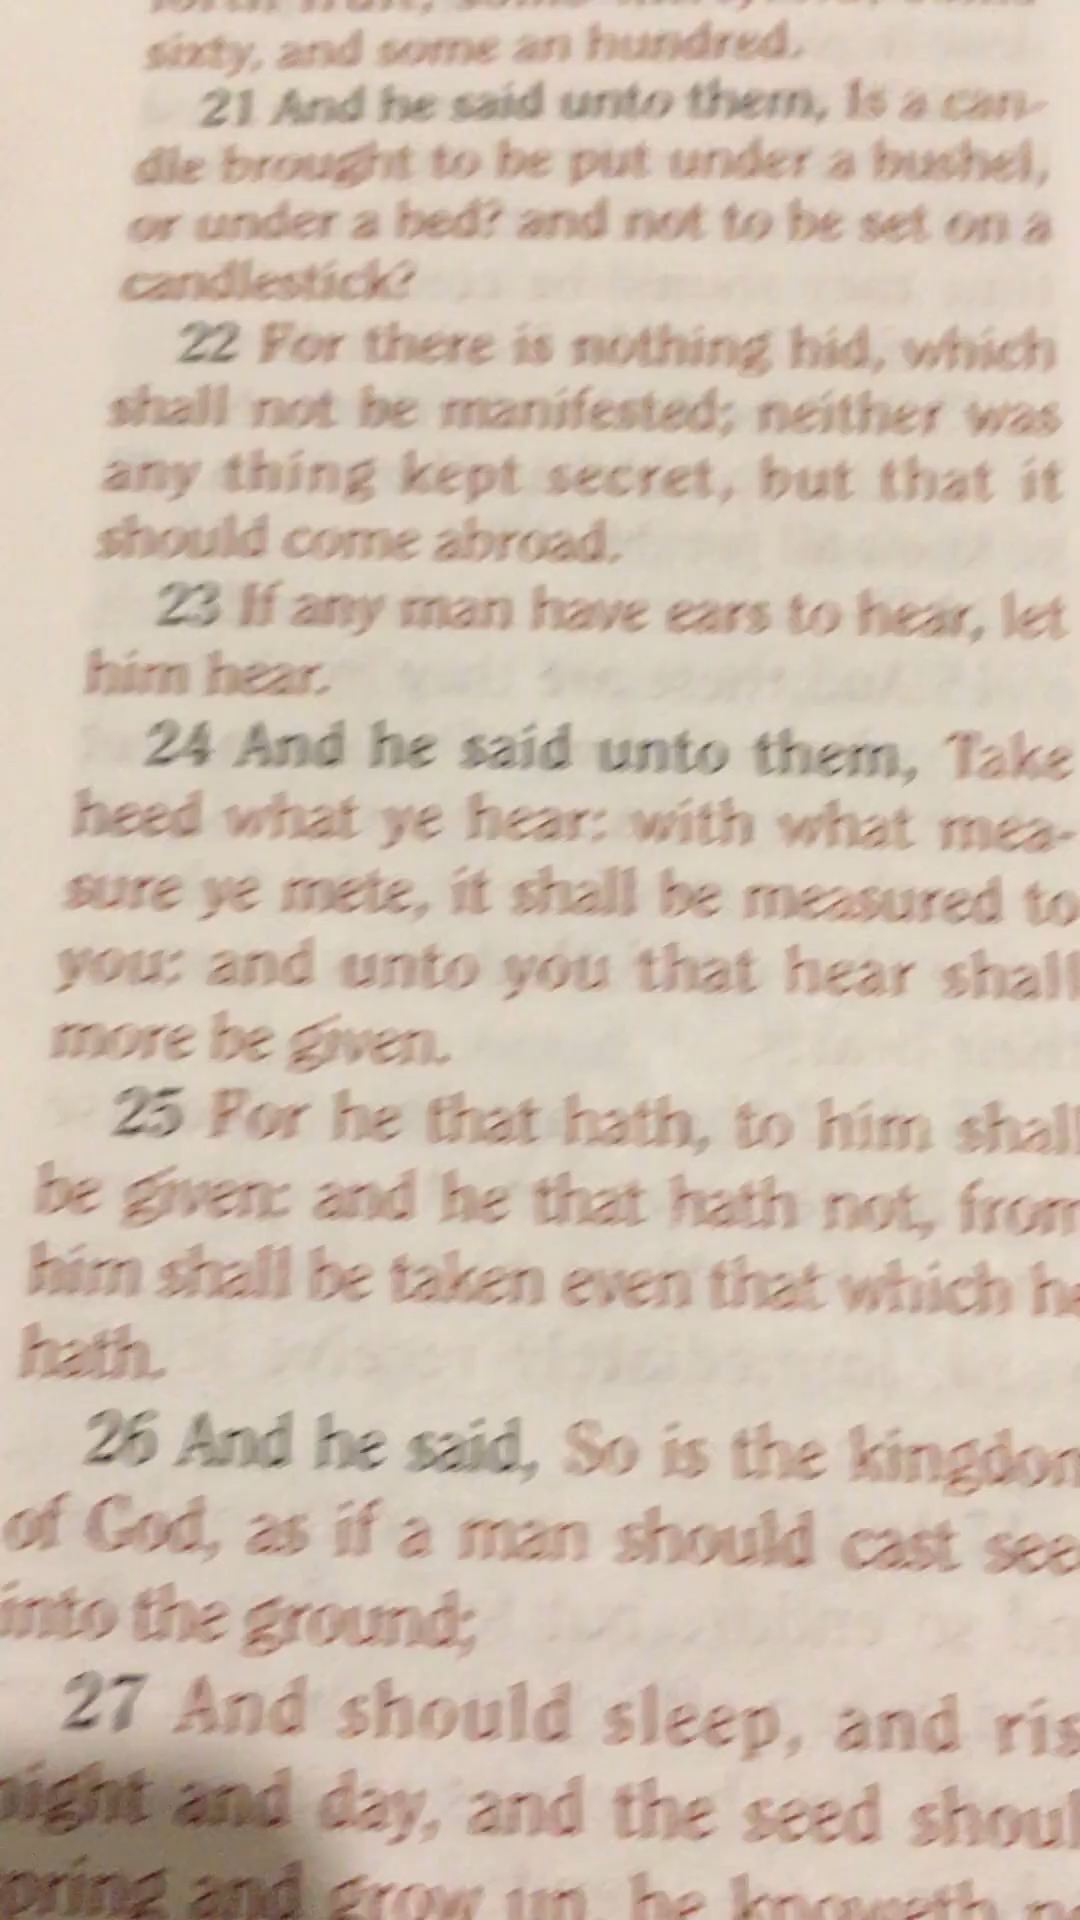 sixty, and some an hundred.
21 And he said unto them, Is a can-
dle brought to be put under a bushel,
or under a bed? and not to be set on a
candlestick?
22 For there is nothing hid, which
shall not be manifested; neither was
any thing kept secret, but that it
should come abroad.
23 If any man have ears to hear, let
him hear.
24 And he said unto them, Take
heed what ye hear: with what mea-
sure ye mete, it shall be measured to
you: and unto you that hear shall
more be given.
25 For he that hath, to him shall
be given: and he that hath not, from
him shall be taken even that which he
hath.
26 And he said, So is the kingdom
of God, as if a man should cast see
into the ground;
27 And should sleep, and ris
night and day, and the seed shoul
spring and grow up, he knoweth